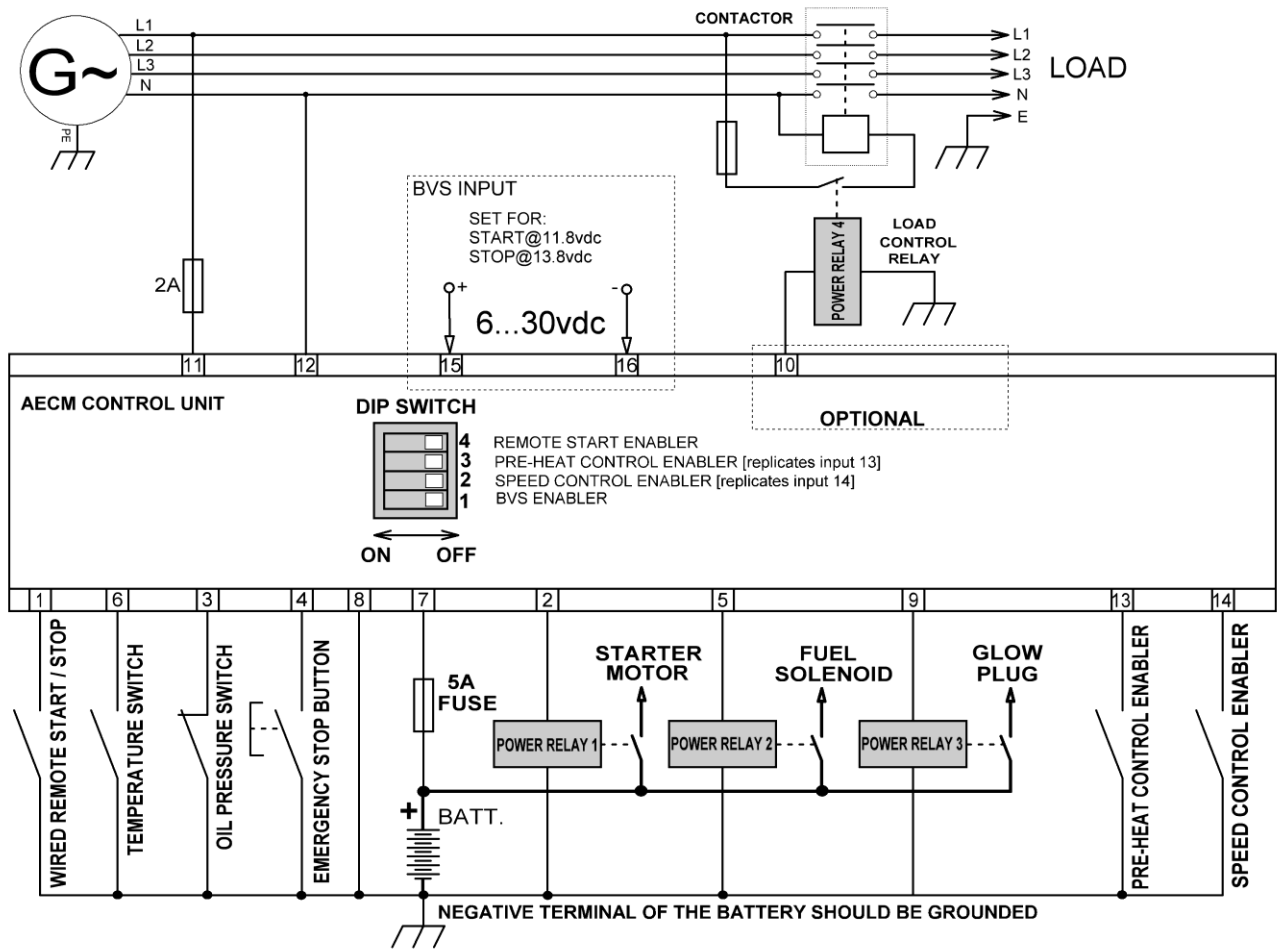 CONTACTOR
L1
L2
L3
N
G~
PE
L1
L2
L3
N
E
LOAD
BVS INPUT
SET FOR:
START@11.8vdc
STOP@13.8vdc
2A
+
-
6...30vdc
POWER RELAY 4
LOAD
CONTROL
RELAY
11
12
15
16
10
AECM CONTROL UNIT
DIP SWITCH
OPTIONAL
4 REMOTE START ENABLER
3 PRE-HEAT CONTROL ENABLER [replicates input 13]
2 SPEED CONTROL ENABLER [replicates input 14]
1 BVS ENABLER
ON OFF
1
6
3
4
8
7
2
5
9
13
14
WIRED REMOTE START / STOP
TEMPERATURE SWITCH
OIL PRESSURE SWITCH
EMERGENCY STOP BUTTON
5A
FUSE
STARTER
MOTOR
FUEL
SOLENOID
GLOW
PLUG
POWER RELAY 1
POWER RELAY 2
POWER RELAY 3
PRE-HEAT CONTROL ENABLER
SPEED CONTROL ENABLER
+
BATT.
NEGATIVE TERMINAL OF THE BATTERY SHOULD BE GROUNDED